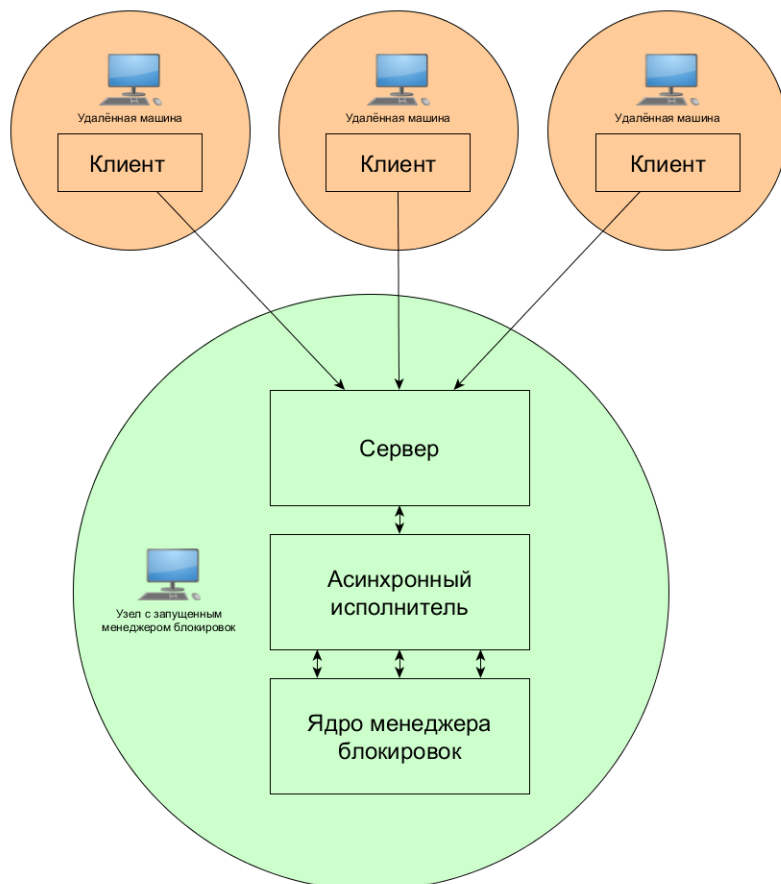 Удалённая машина
Клиент
Удалённая машина
Клиент
Удалённая машина
Клиент
Сервер
Асинхронный
исполнитель
Узел с запущенным
менеджером блокировок
Ядро менеджера
блокировок